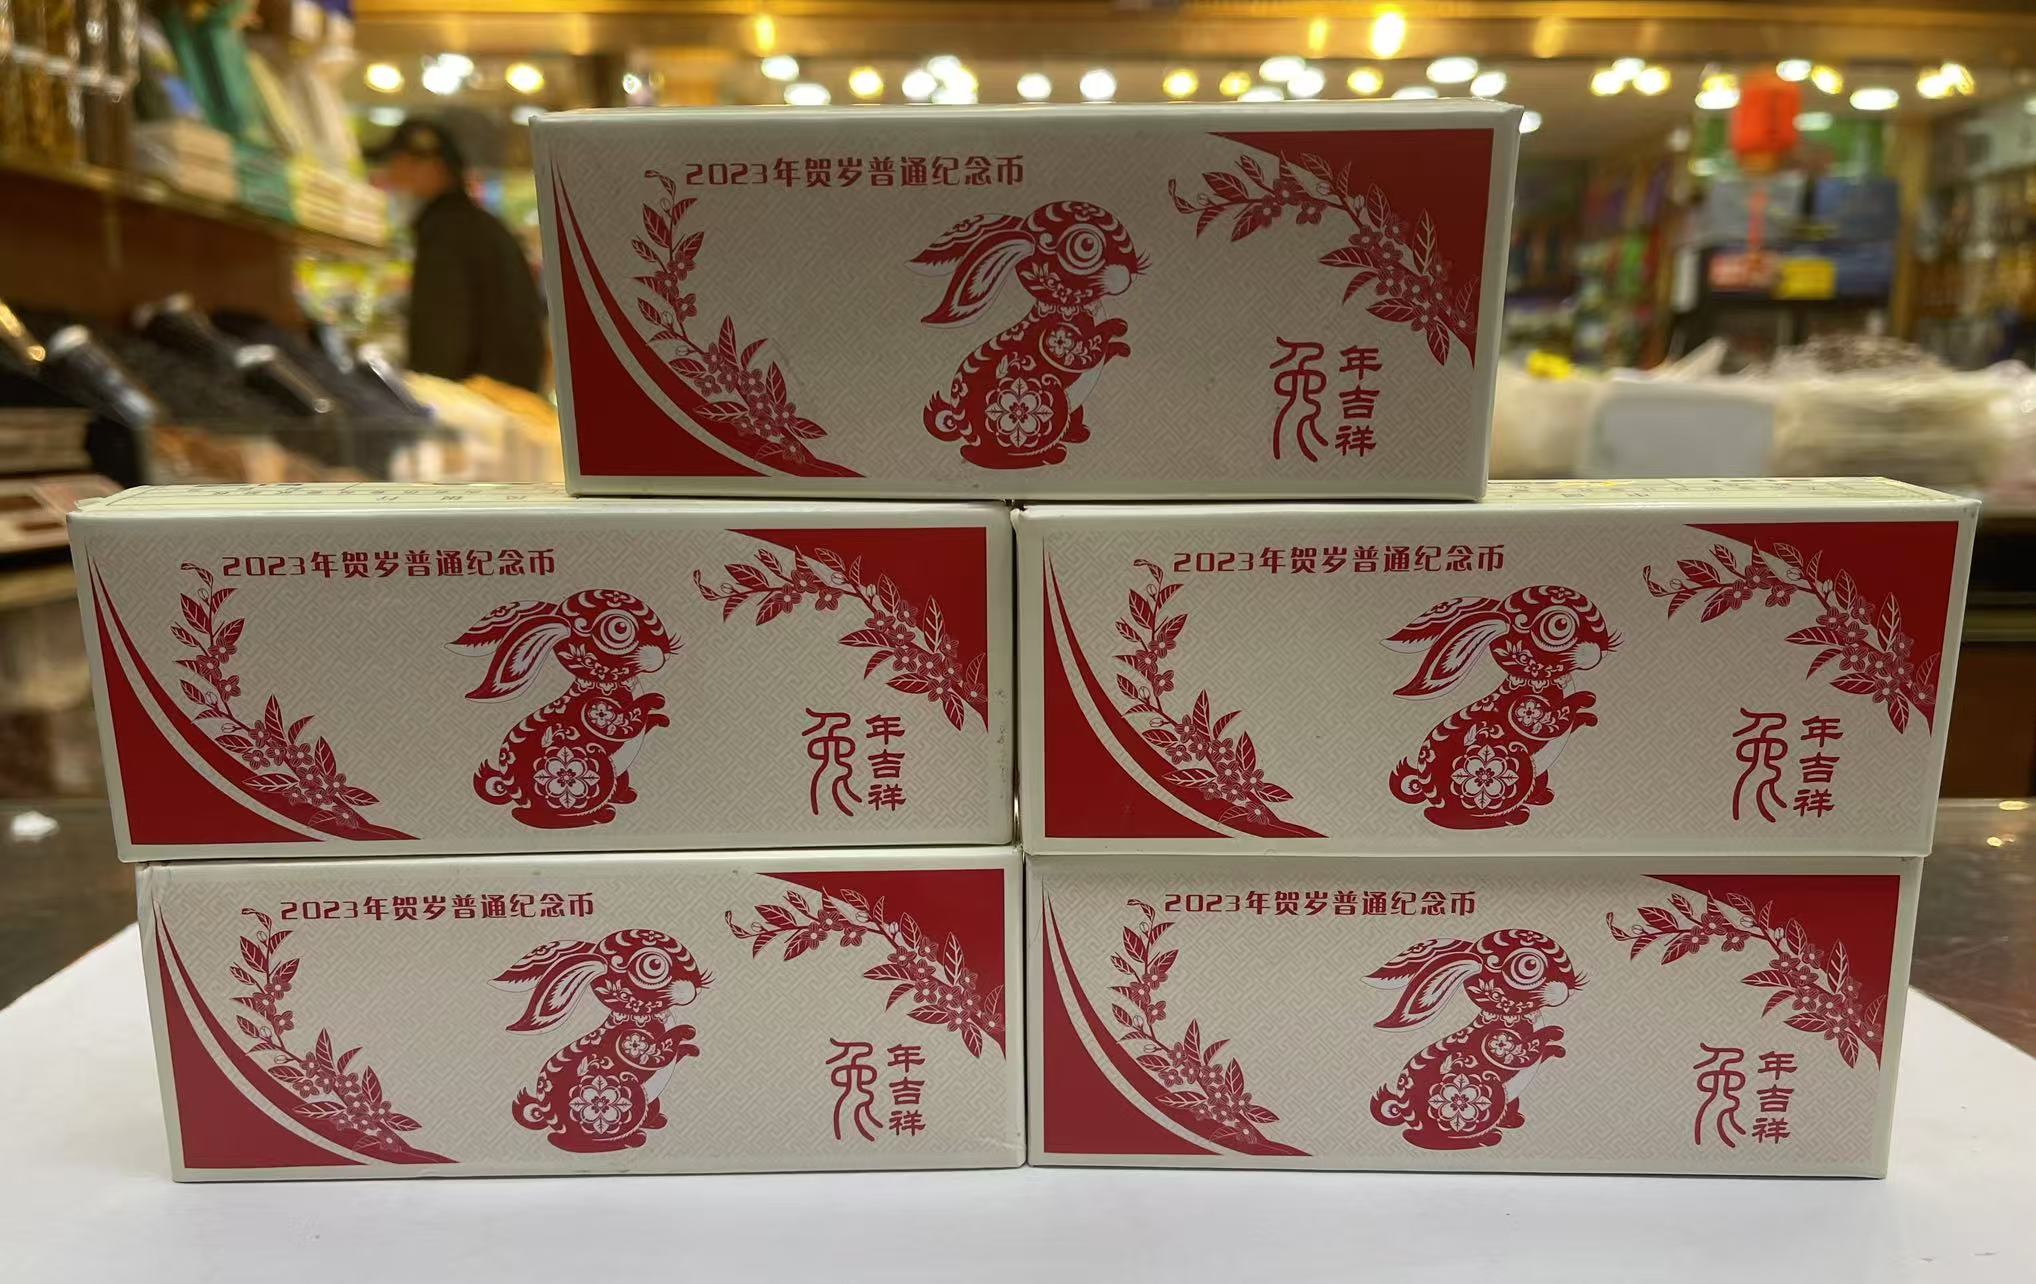 2023年贺岁普通纪念币
兔
年
吉
祥
2023年贺岁普通纪念币
兔
年
吉
祥
2023年贺岁普通纪念币
兔
年
吉
祥
2023年贺岁普通纪念币
兔
年
吉
祥
2023年贺岁普通纪念币
兔
年
吉
祥